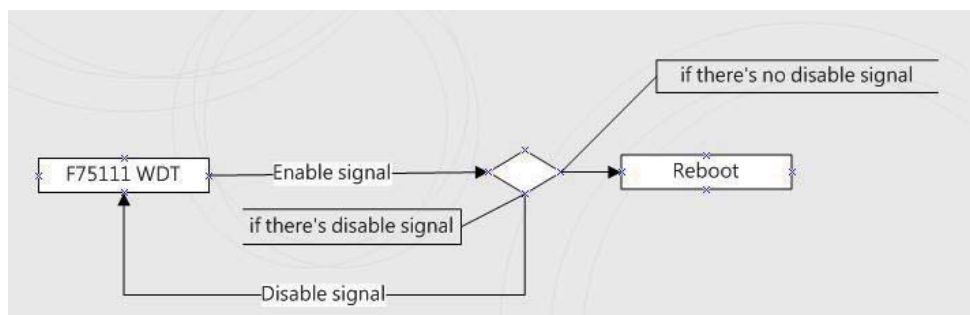 if there's no disable signal
F75111 WDT
Enable signal
Reboot
if there's disable signal
Disable signal